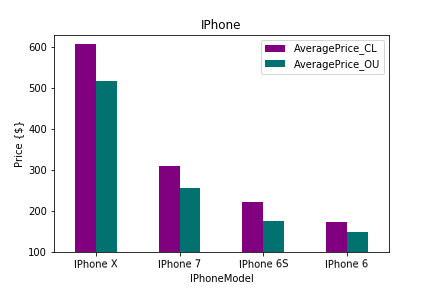 IPhone
AveragePrice_CL
AveragePrice_OU
600
500
400
300
200
100
Price {$}
IPhone X
IPhone 7
IPhone 6S
IPhone 6
IPhoneModel